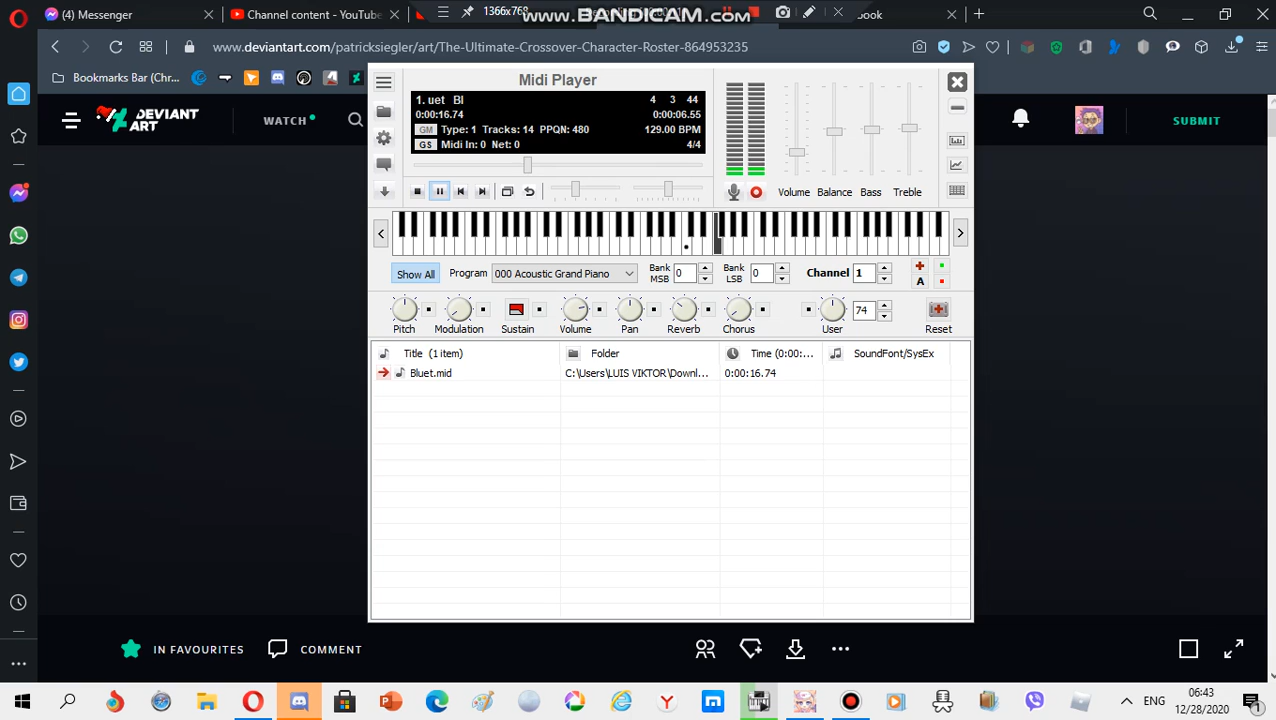 (4) Messenger
Channel content - YouTube
1366x768
www.BANDICAM.com
ook
www.deviantart.com/patricksiegler/art/The-Ultimate-Crossover-Character-Roster-864953235
Bookmarks Bar (Chr...
DEVIANT ART
WATCH
SUBMIT
Midi Player
1. uet Bl 4 3 44
0:00:16.74 0:00:06.55
GM Type: 1 Tracks: 14 PPQN: 480 129.00 BPM
GS Midi In: 0 Net: 0 4/4
Volume Balance Bass Treble
Show All Program 000 Acoustic Grand Piano Bank MSB 0 Bank LSB 0 Channel 1 A
74
Pitch Modulation Sustain Volume Pan Reverb Chorus User Reset
Title (1 item) Folder Time (0:00:... SoundFont/SysEx
Bluet.mid C:\Users\LUIS VIKTOR\Downl... 0:00:16.74
IN FAVOURITES COMMENT
ENG
06:43
12/28/2020
1